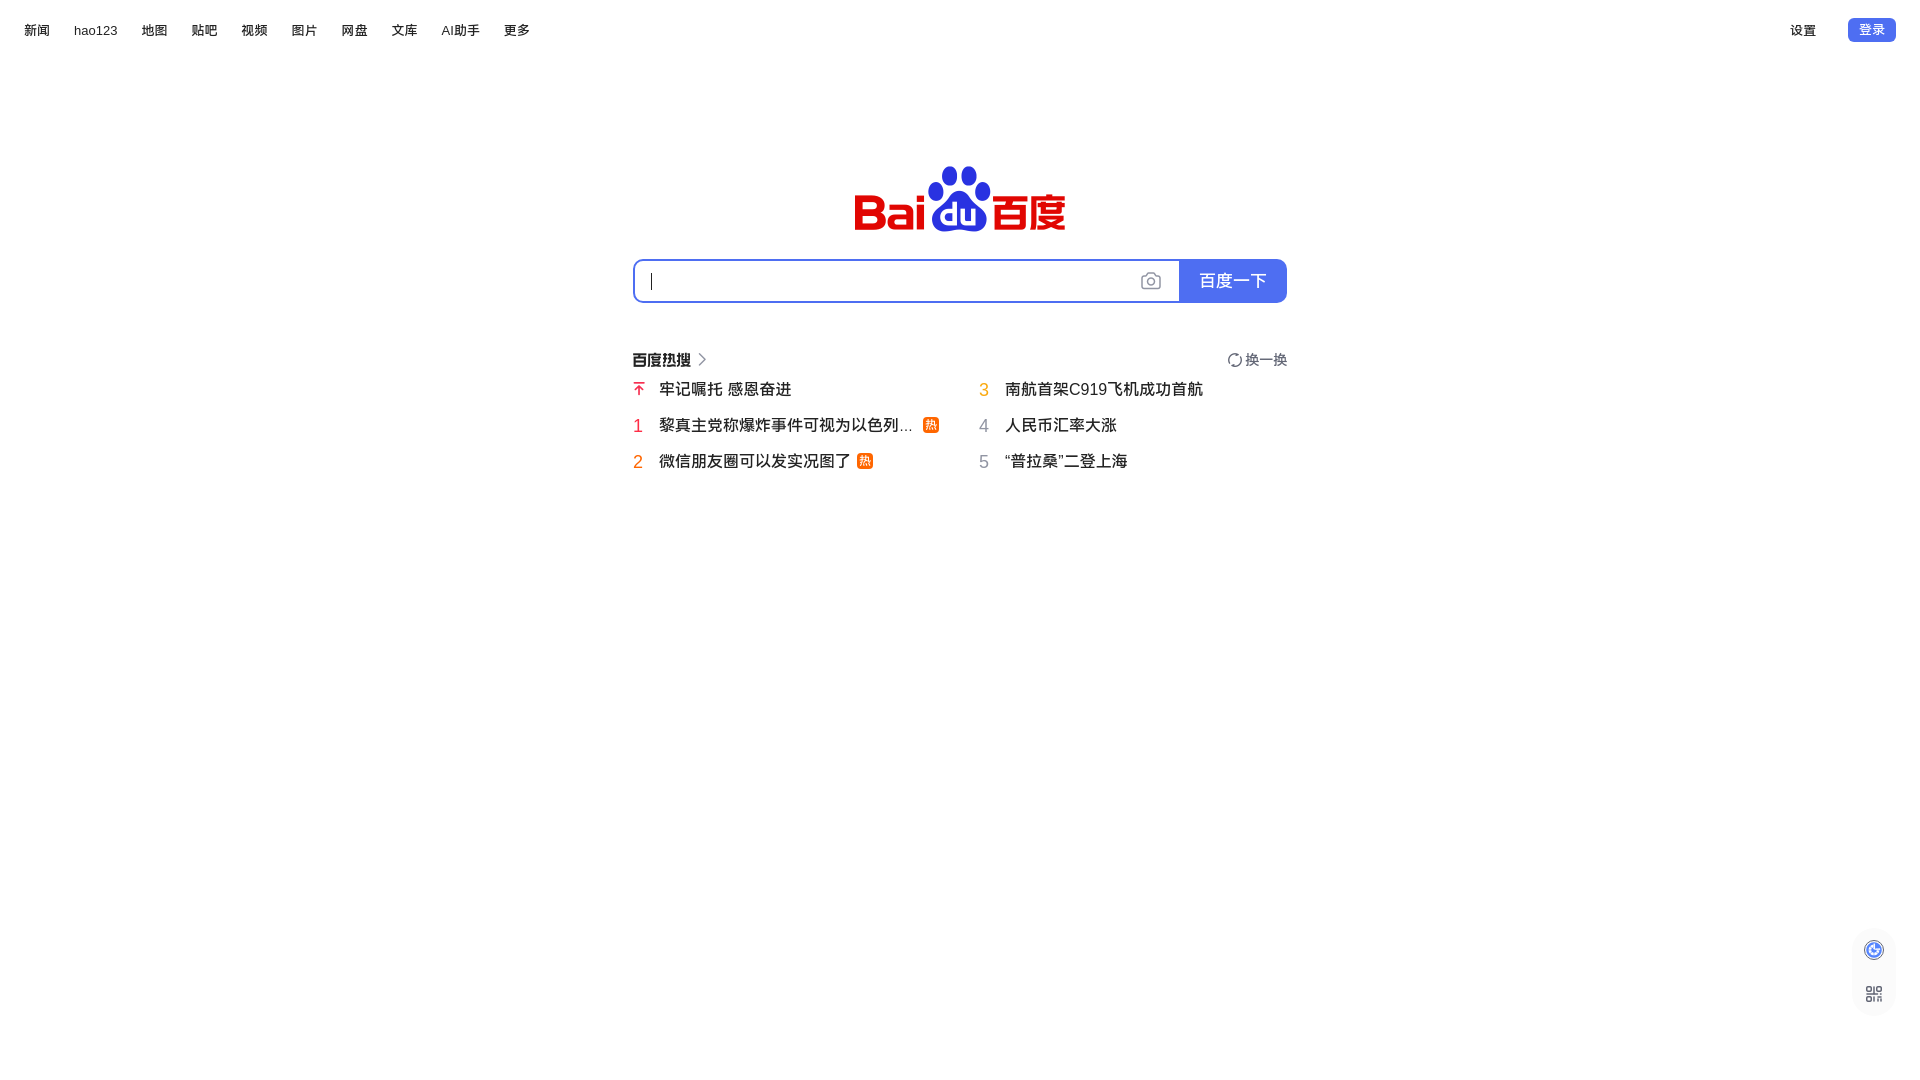 新闻 hao123 地图 贴吧 视频 图片 网盘 文库 AI助手 更多 设置 登录
Bai du 百度
百度一下
百度热搜 换一换
牢记嘱托 感恩奋进
1 黎真主党称爆炸事件可视为以色列... 热
2 微信朋友圈可以发实况图了 热
3 南航首架C919飞机成功首航
4 人民币汇率大涨
5 “普拉桑”二登上海